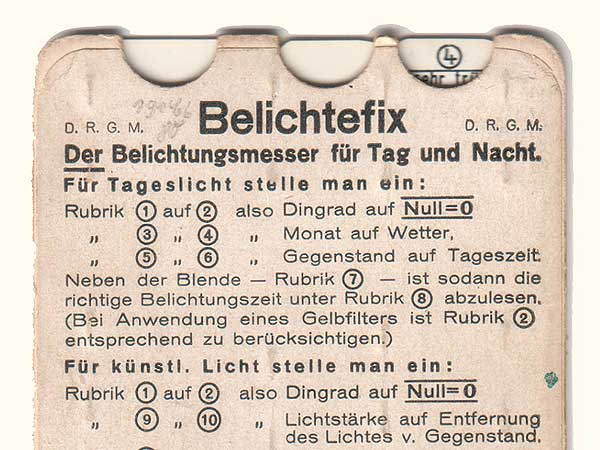 ④
sehr trü
Belichtefix
D. R. G. M. D. R. G. M.
Der Belichtungsmesser für Tag und Nacht.
Für Tageslicht stelle man ein:
Rubrik ① auf ② also Dingrad auf Null=0
„ ③ „ ④ „ Monat auf Wetter,
„ ⑤ „ ⑥ „ Gegenstand auf Tageszeit.
Neben der Blende — Rubrik ⑦ — ist sodann die
richtige Belichtungszeit unter Rubrik ⑧ abzulesen.
(Bei Anwendung eines Gelbfilters ist Rubrik ②
entsprechend zu berücksichtigen.)
Für künstl. Licht stelle man ein:
Rubrik ① auf ② also Dingrad auf Null=0
„ ⑨ „ ⑩ „ Lichtstärke auf Entfernung
des Lichtes v. Gegenstand.